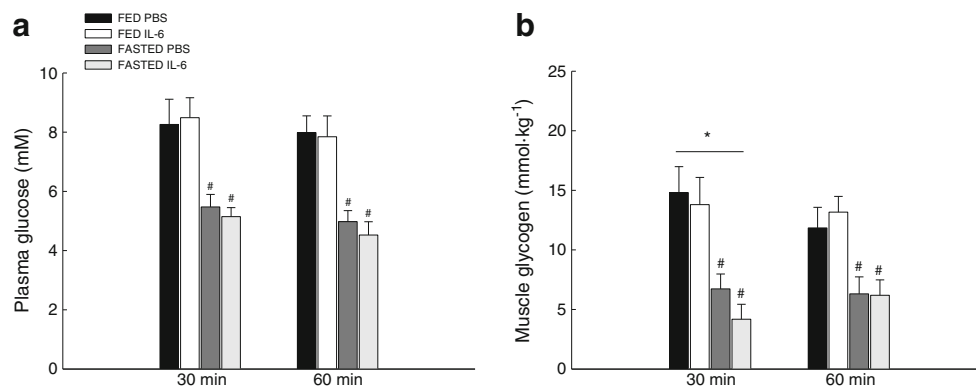 a
FED PBS
FED IL-6
FASTED PBS
FASTED IL-6
10
8
6
4
2
0
Plasma glucose (mM)
# #
# #
30 min 60 min
b
25
20
15
10
5
0
Muscle glycogen (mmol·kg⁻¹)
*
# #
# #
30 min 60 min